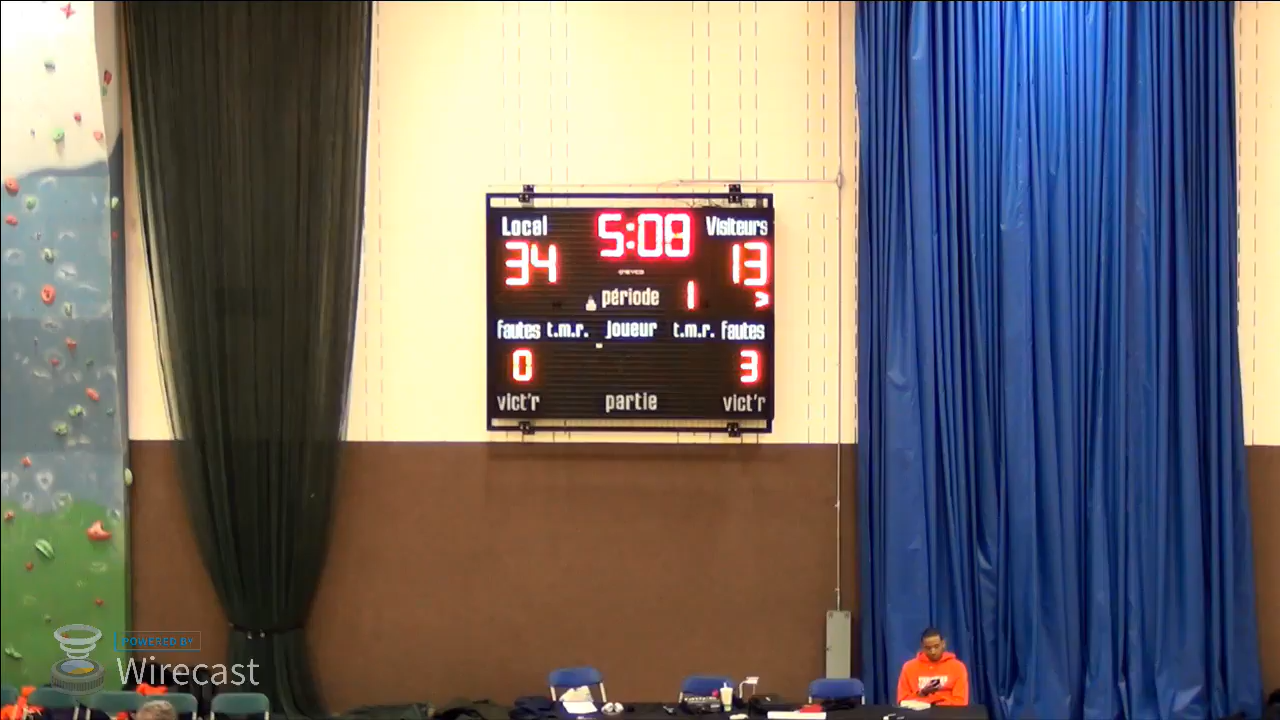 Local 5:08 Visiteurs
34 13
période 1 >
fautes t.m.r. joueur t.m.r. fautes
0 3
vict'r partie vict'r
POWERED BY
Wirecast